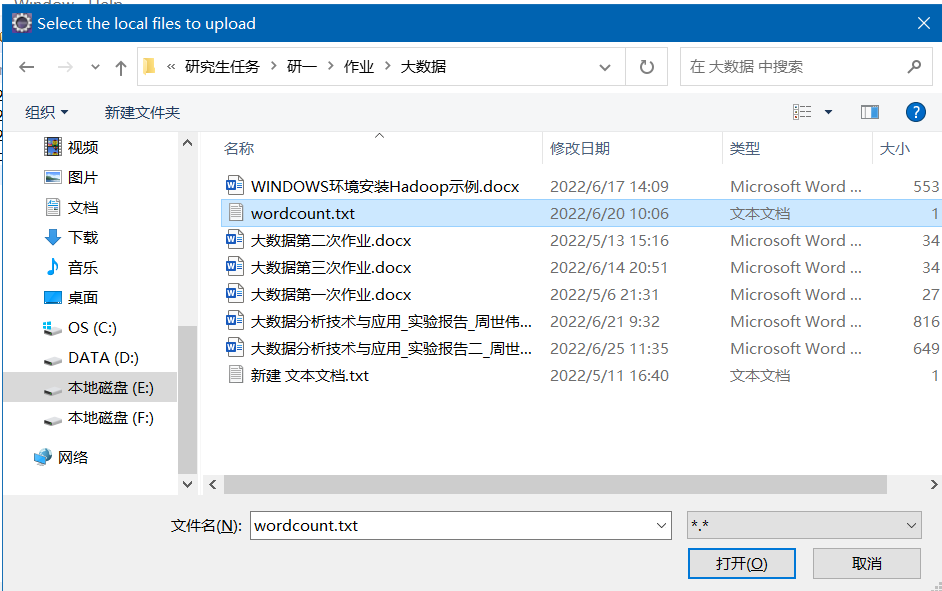 Window Help
Select the local files to upload
« 研究生任务 > 研一 > 作业 > 大数据
在 大数据 中搜索
组织
新建文件夹
?
视频
图片
文档
下载
音乐
桌面
OS (C:)
DATA (D:)
本地磁盘 (E:)
本地磁盘 (F:)
网络
名称 修改日期 类型 大小
WINDOWS环境安装Hadoop示例.docx 2022/6/17 14:09 Microsoft Word ... 553
wordcount.txt 2022/6/20 10:06 文本文档 1
大数据第二次作业.docx 2022/5/13 15:16 Microsoft Word ... 34
大数据第三次作业.docx 2022/6/14 20:51 Microsoft Word ... 34
大数据第一次作业.docx 2022/5/6 21:31 Microsoft Word ... 27
大数据分析技术与应用_实验报告_周世伟... 2022/6/21 9:32 Microsoft Word ... 816
大数据分析技术与应用_实验报告二_周世... 2022/6/25 11:35 Microsoft Word ... 649
新建 文本文档.txt 2022/5/11 16:40 文本文档 1
文件名(N): wordcount.txt *.*
打开(O) 取消